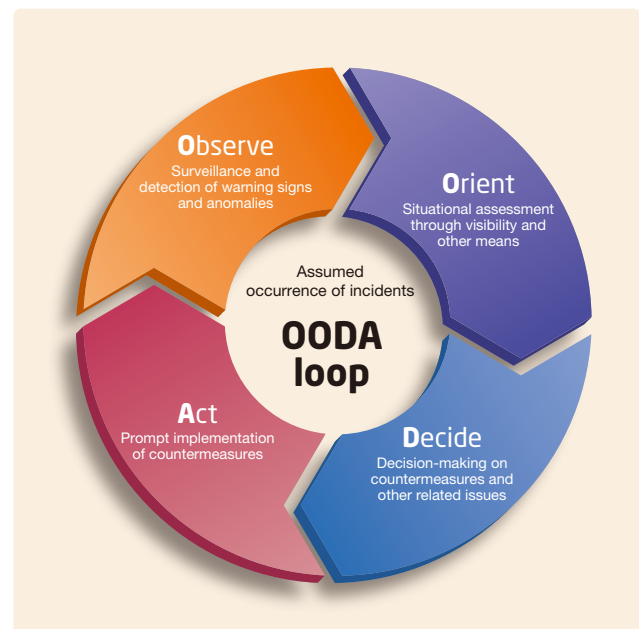 Observe
Surveillance and
detection of warning signs
and anomalies
Orient
Situational assessment
through visibility and
other means
Assumed
occurrence of incidents
OODA
loop
Act
Prompt implementation
of countermeasures
Decide
Decision-making on
countermeasures and
other related issues